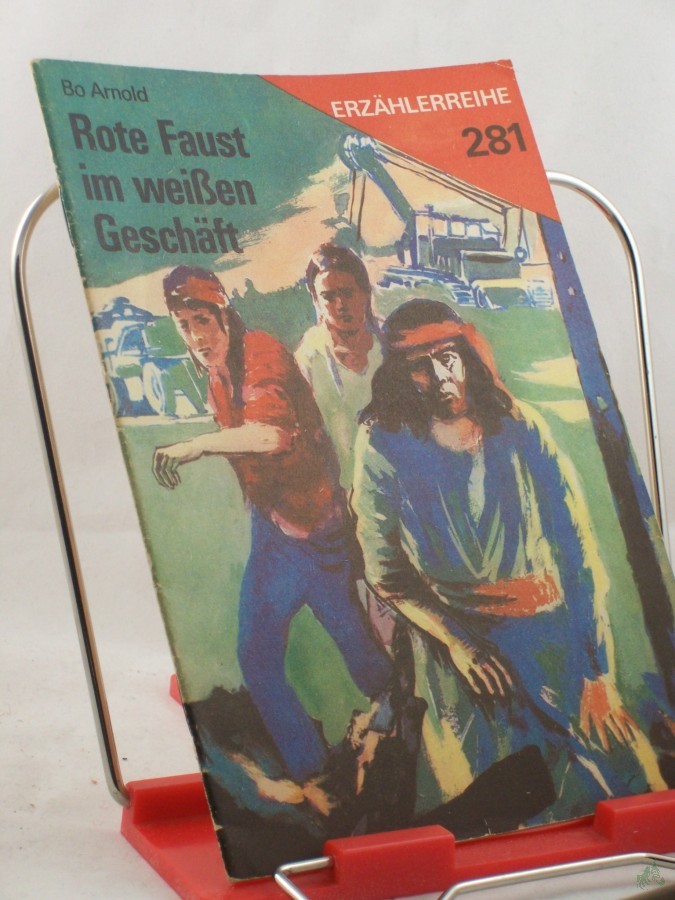 Bo Arnold
Rote Faust
im weißen
Geschäft
ERZÄHLERREIHE
281